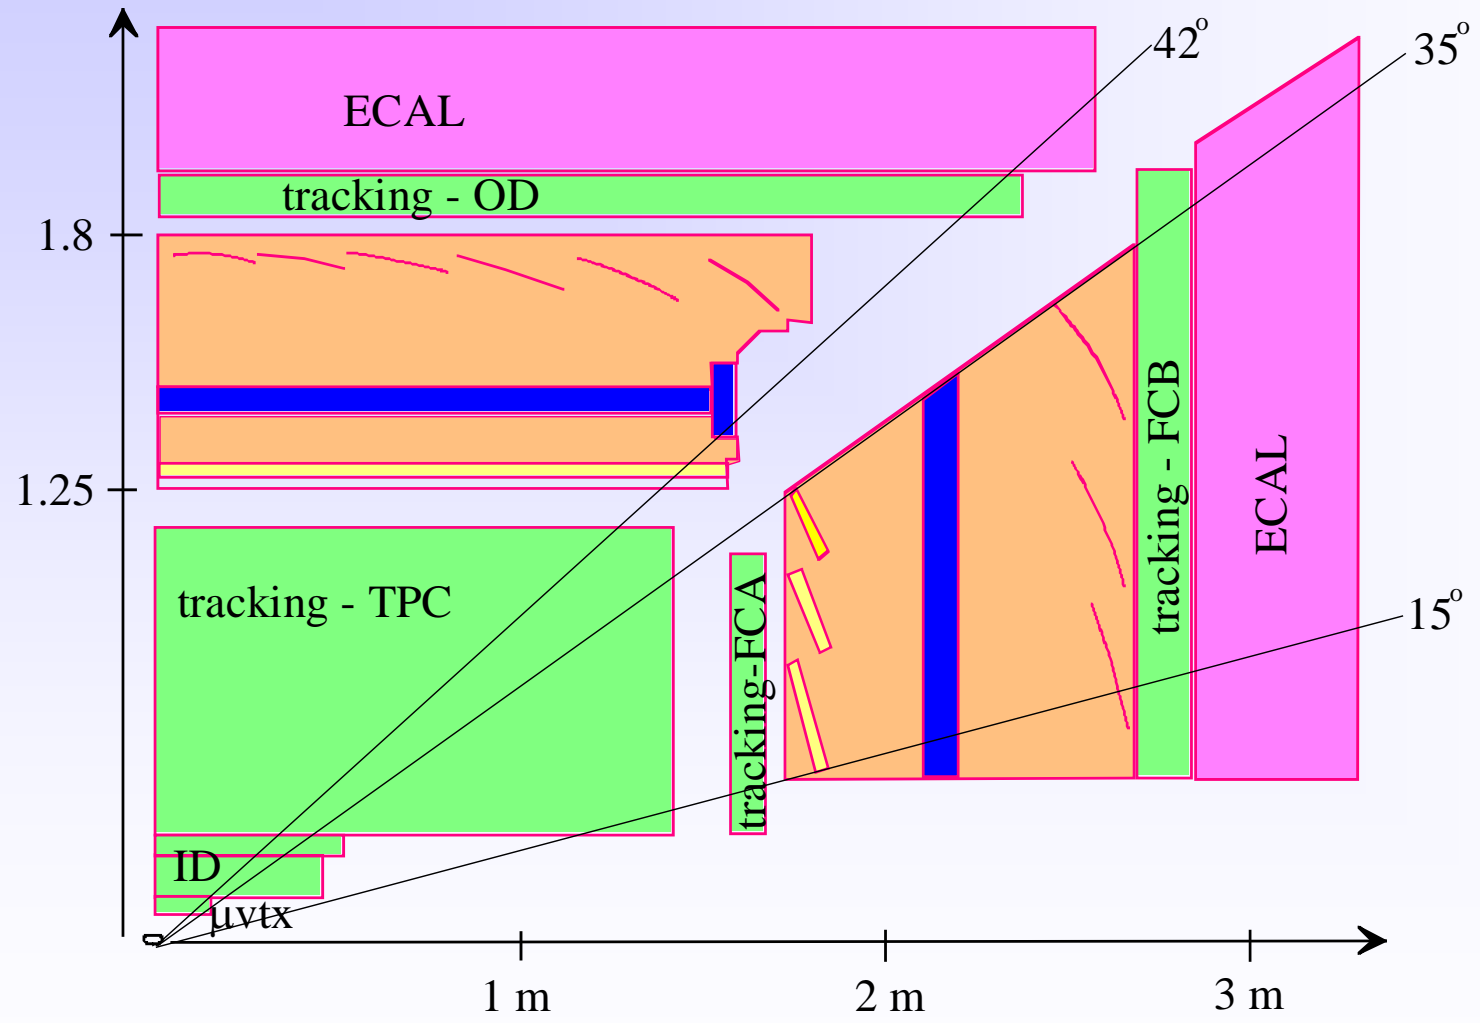 42°
35°
ECAL
tracking - OD
1.8
1.25
tracking - TPC
tracking-FCA
tracking - FCB
ECAL
15°
ID
µvtx
1 m
2 m
3 m